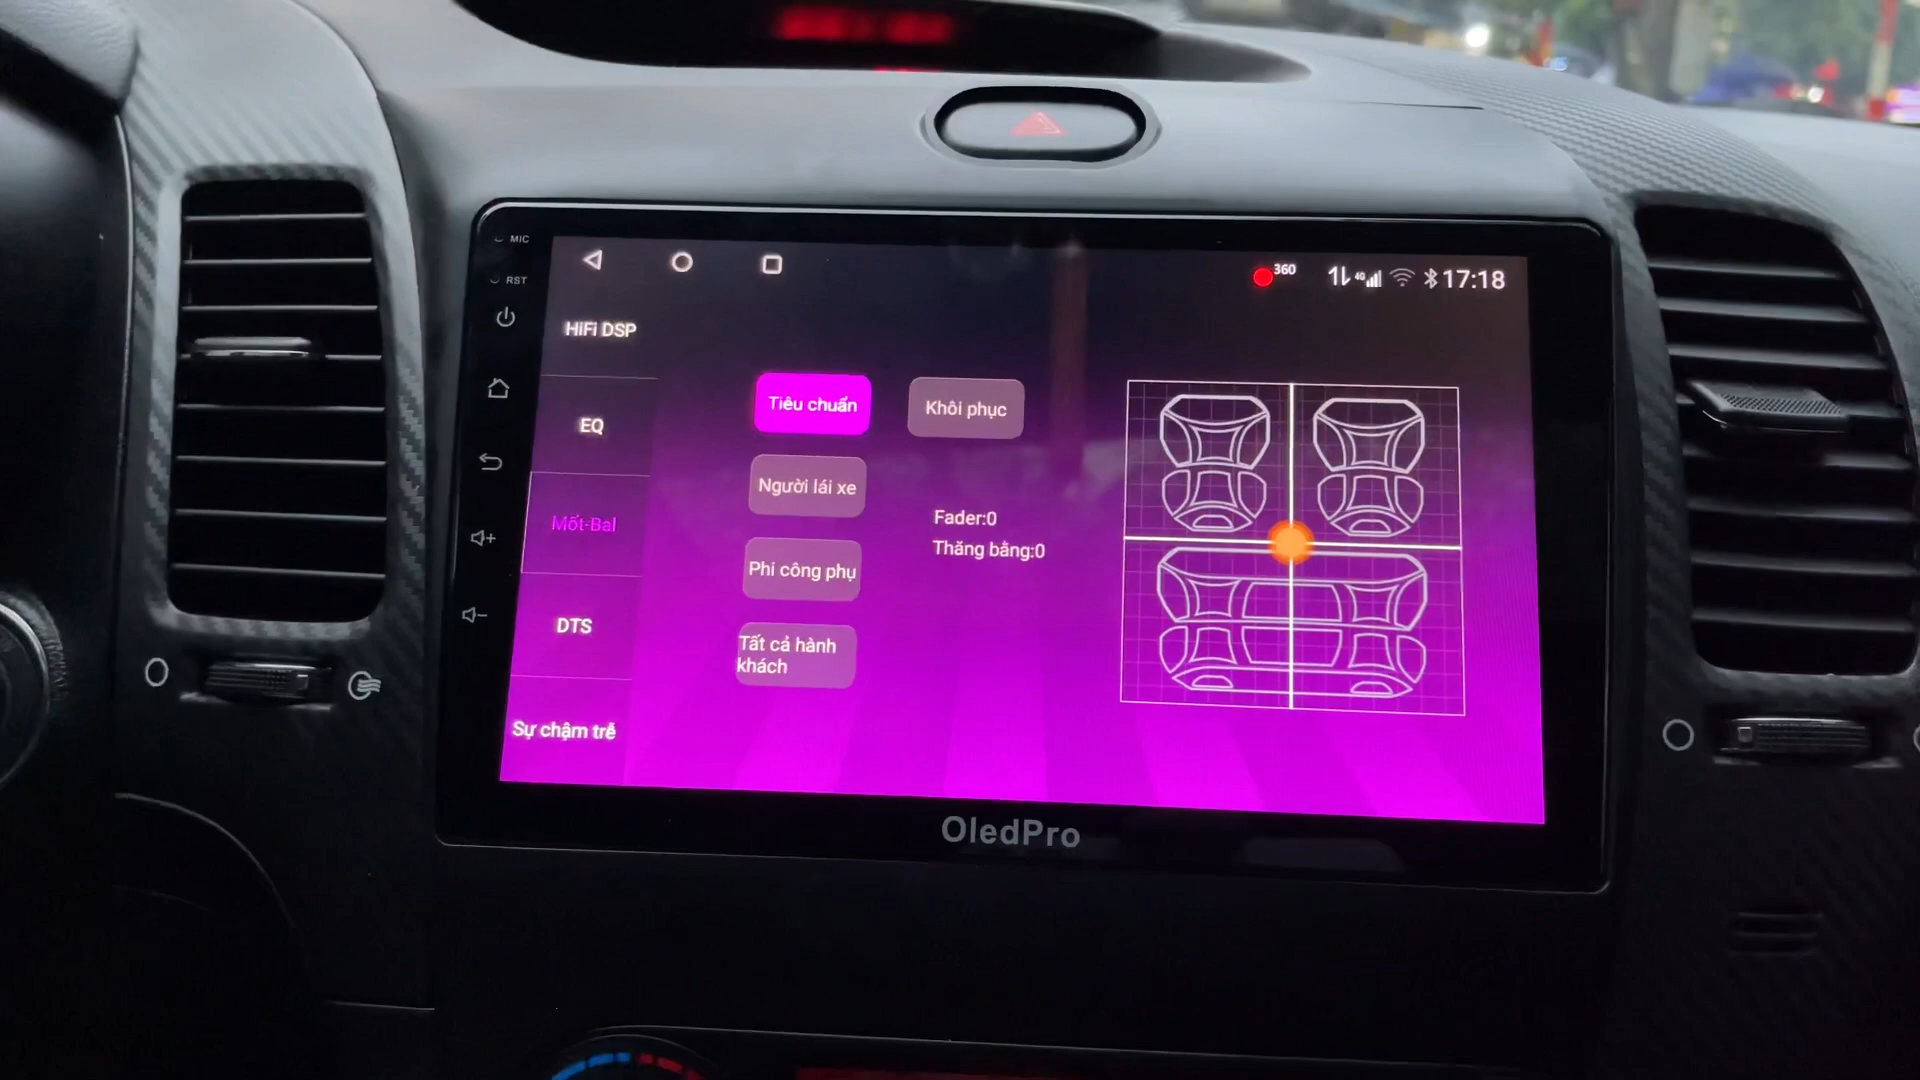 MIC
RST
360
4G
17:18
HiFi DSP
EQ
Mốt-Bal
DTS
Sự chậm trễ
Tiêu chuẩn
Khôi phục
Người lái xe
Phi công phụ
Tất cả hành
khách
Fader:0
Thăng bằng:0
OledPro